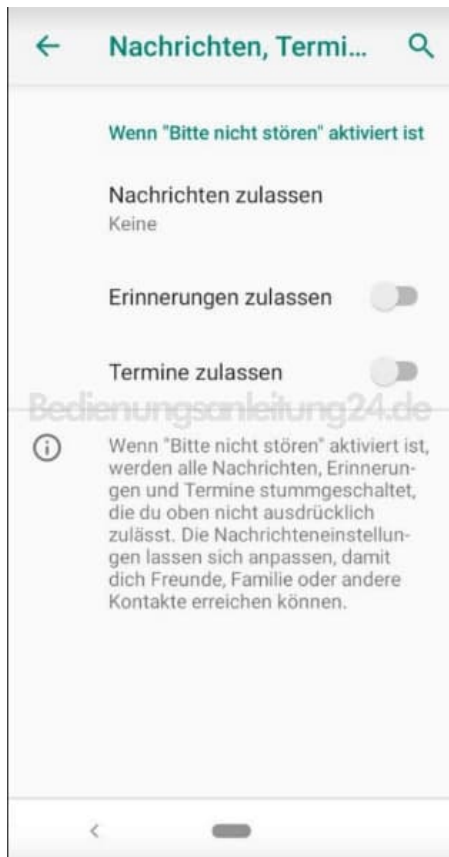 Nachrichten, Termi...
Wenn "Bitte nicht stören" aktiviert ist
Nachrichten zulassen
Keine
Erinnerungen zulassen
Termine zulassen
Bedienungsanleitung24.de
Wenn "Bitte nicht stören" aktiviert ist,
werden alle Nachrichten, Erinnerun-
gen und Termine stummgeschaltet,
die du oben nicht ausdrücklich
zulässt. Die Nachrichteneinstellun-
gen lassen sich anpassen, damit
dich Freunde, Familie oder andere
Kontakte erreichen können.